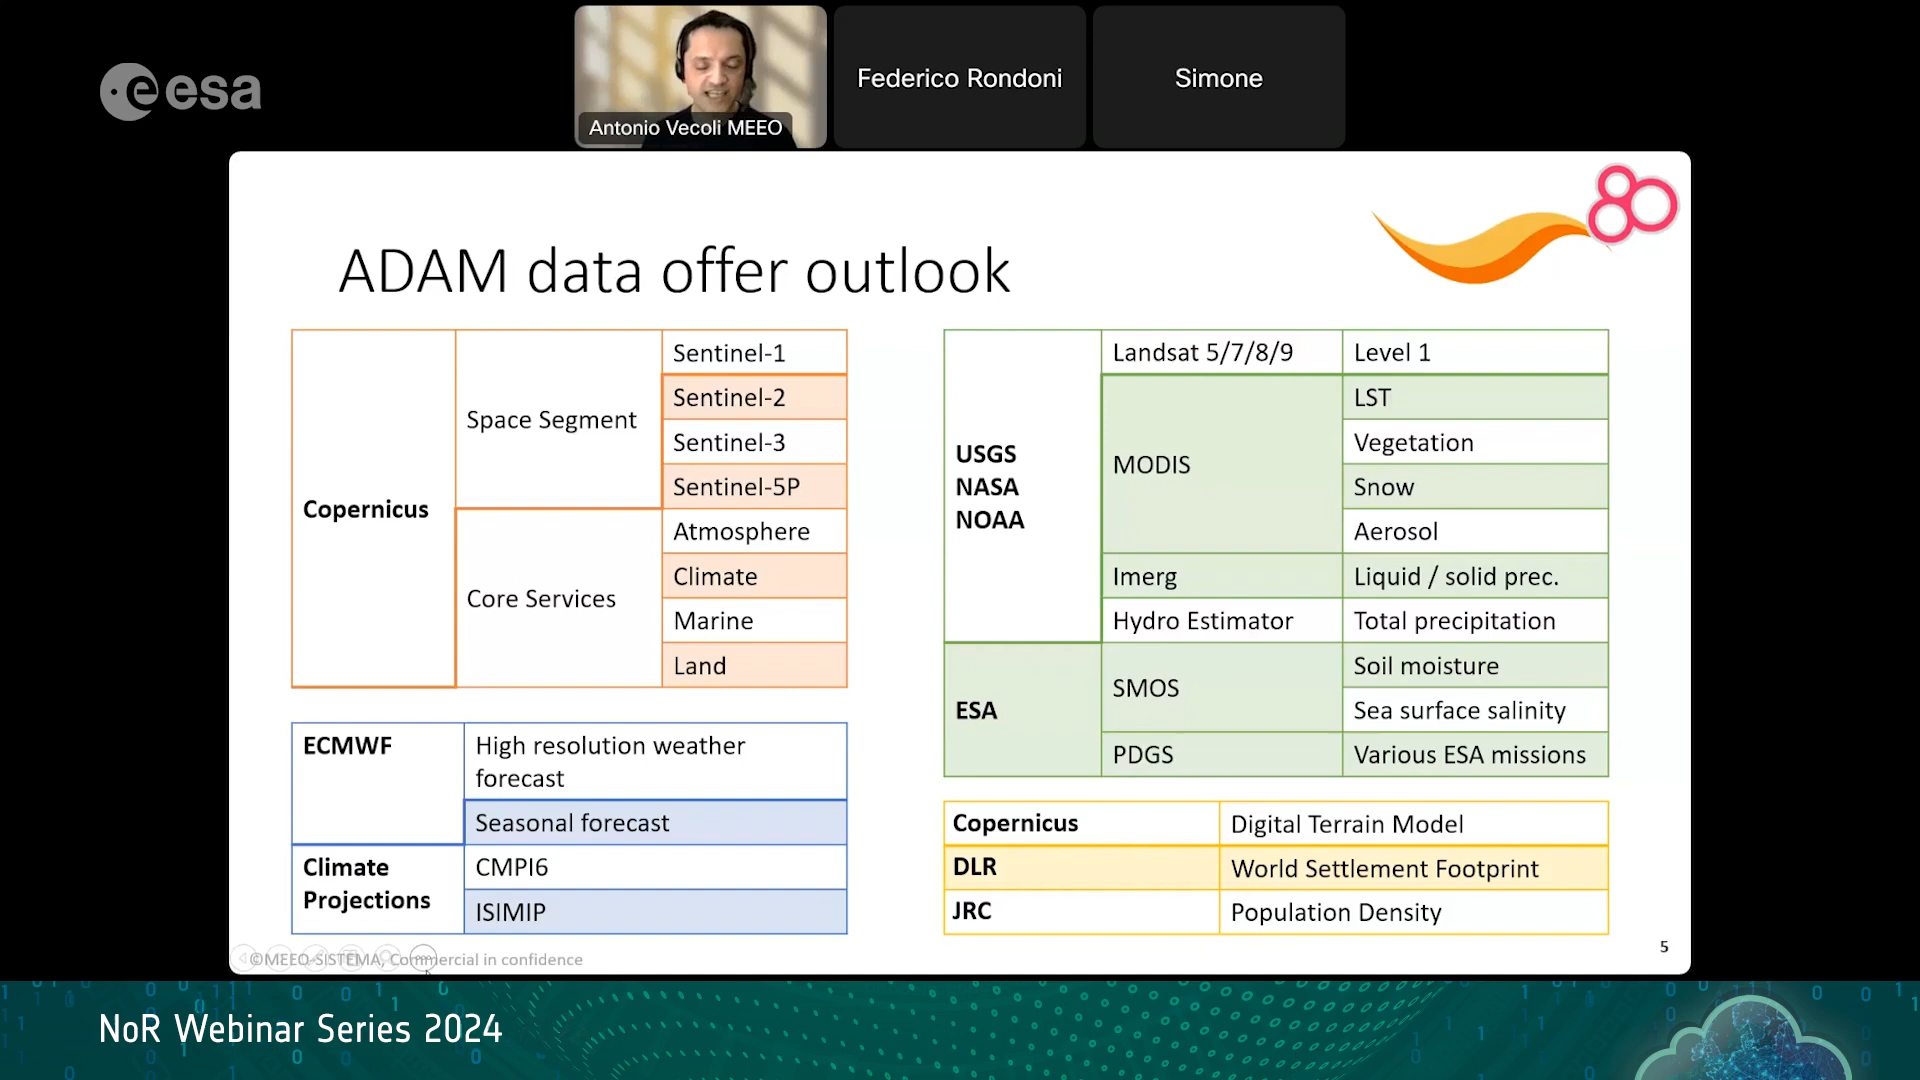 esa
Antonio Vecoli MEEO
Federico Rondoni
Simone
ADAM data offer outlook
Copernicus
Space Segment
Sentinel-1
Sentinel-2
Sentinel-3
Sentinel-5P
Core Services
Atmosphere
Climate
Marine
Land
ECMWF
High resolution weather
forecast
Seasonal forecast
Climate
Projections
CMPI6
ISIMIP
USGS
NASA
NOAA
Landsat 5/7/8/9
Level 1
MODIS
LST
Vegetation
Snow
Aerosol
Imerg
Liquid / solid prec.
Hydro Estimator
Total precipitation
ESA
SMOS
Soil moisture
Sea surface salinity
PDGS
Various ESA missions
Copernicus
Digital Terrain Model
DLR
World Settlement Footprint
JRC
Population Density
©MEEO-SISTEMA, Commercial in confidence
5
NoR Webinar Series 2024